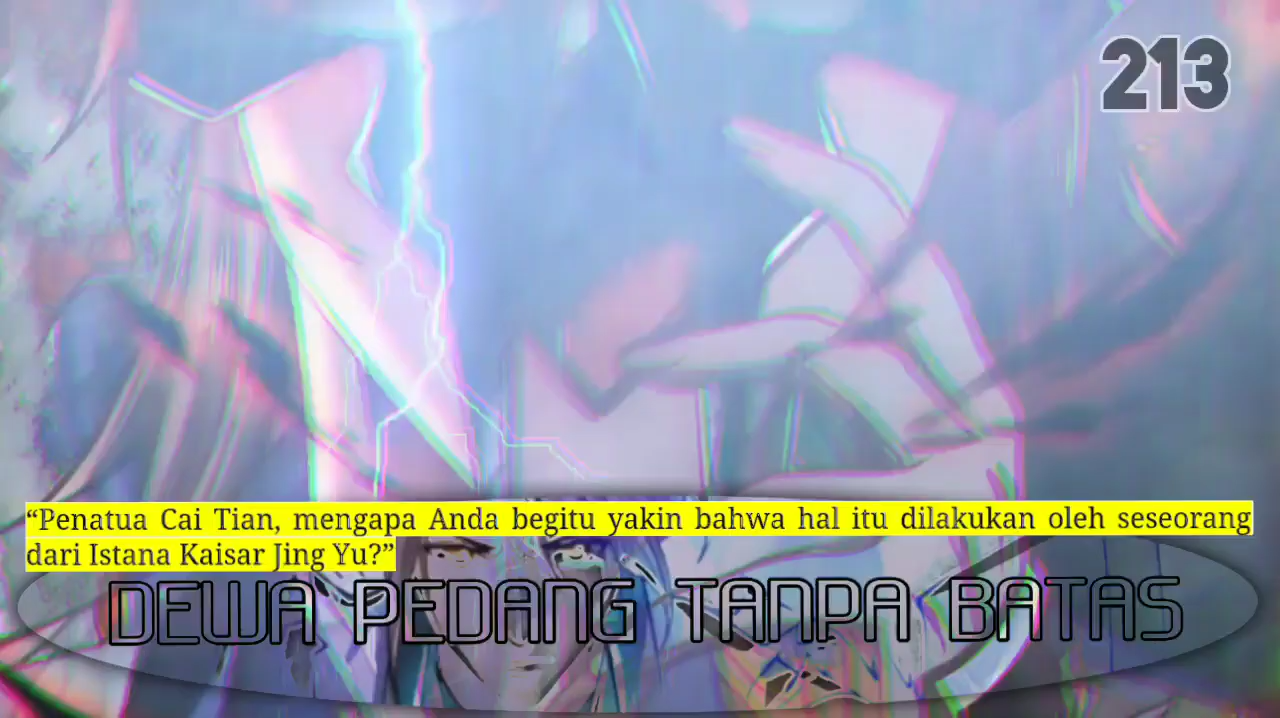 213
“Penatua Cai Tian, mengapa Anda begitu yakin bahwa hal itu dilakukan oleh seseorang
dari Istana Kaisar Jing Yu?”
DEWA PEDANG TANPA BATAS